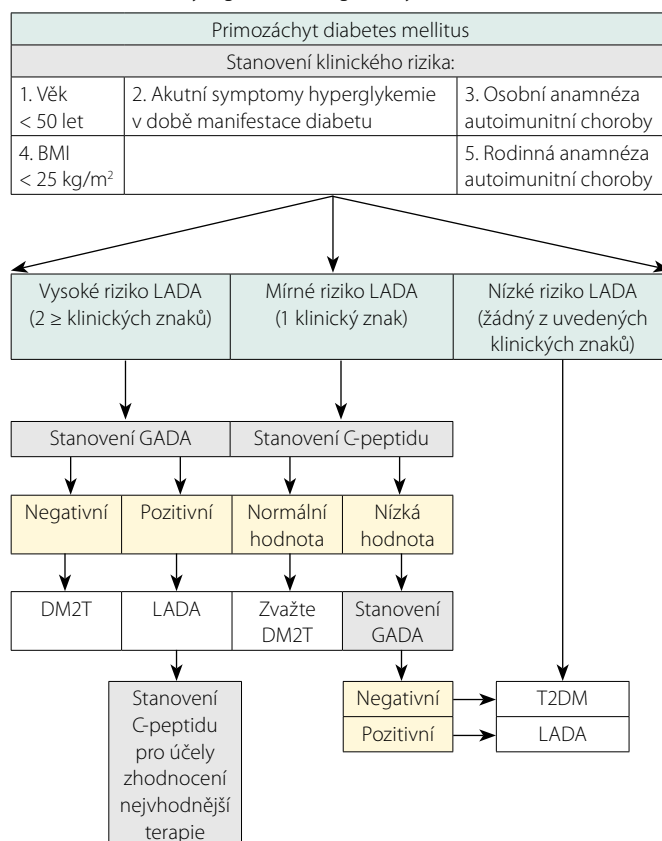 Primozáchyt diabetes mellitus
Stanovení klinického rizika:
1. Věk
< 50 let
2. Akutní symptomy hyperglykemie
v době manifestace diabetu
3. Osobní anamnéza
autoimunitní choroby
4. BMI
< 25 kg/m²
5. Rodinná anamnéza
autoimunitní choroby
Vysoké riziko LADA
(2 ≥ klinických znaků)
Mírné riziko LADA
(1 klinický znak)
Nízké riziko LADA
(žádný z uvedených
klinických znaků)
Stanovení GADA
Stanovení C-peptidu
Negativní
Pozitivní
Normální
hodnota
Nízká
hodnota
DM2T
LADA
Zvažte
DM2T
Stanovení
GADA
Stanovení
C-peptidu
pro účely
zhodnocení
nejvhodnější
terapie
Negativní
T2DM
Pozitivní
LADA